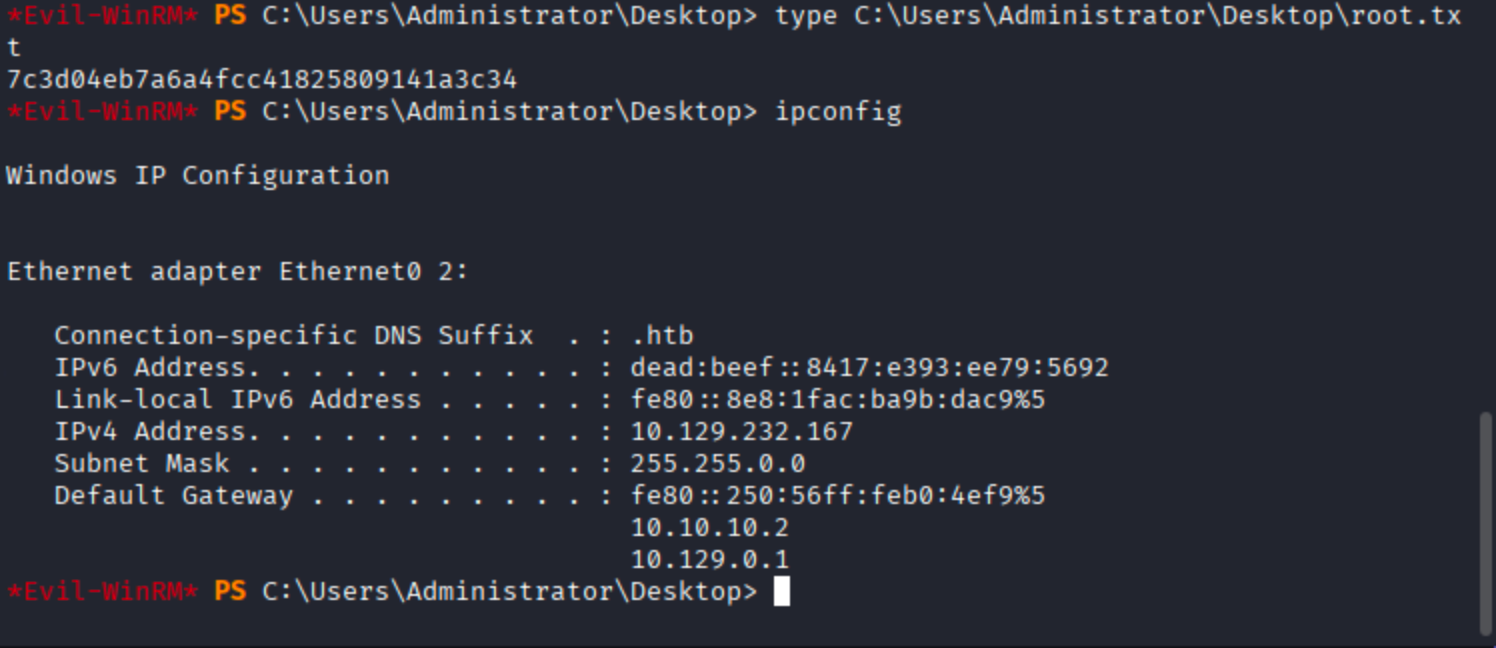 *Evil-WinRM* PS C:\Users\Administrator\Desktop> type C:\Users\Administrator\Desktop\root.tx
t
7c3d04eb7a6a4fcc41825809141a3c34
*Evil-WinRM* PS C:\Users\Administrator\Desktop> ipconfig
Windows IP Configuration
Ethernet adapter Ethernet0 2:
Connection-specific DNS Suffix  . : .htb
IPv6 Address. . . . . . . . . . . : dead:beef::8417:e393:ee79:5692
Link-local IPv6 Address . . . . . : fe80::8e8:1fac:ba9b:dac9%5
IPv4 Address. . . . . . . . . . . : 10.129.232.167
Subnet Mask . . . . . . . . . . . : 255.255.0.0
Default Gateway . . . . . . . . . : fe80::250:56ff:feb0:4ef9%5
10.10.10.2
10.129.0.1
*Evil-WinRM* PS C:\Users\Administrator\Desktop>